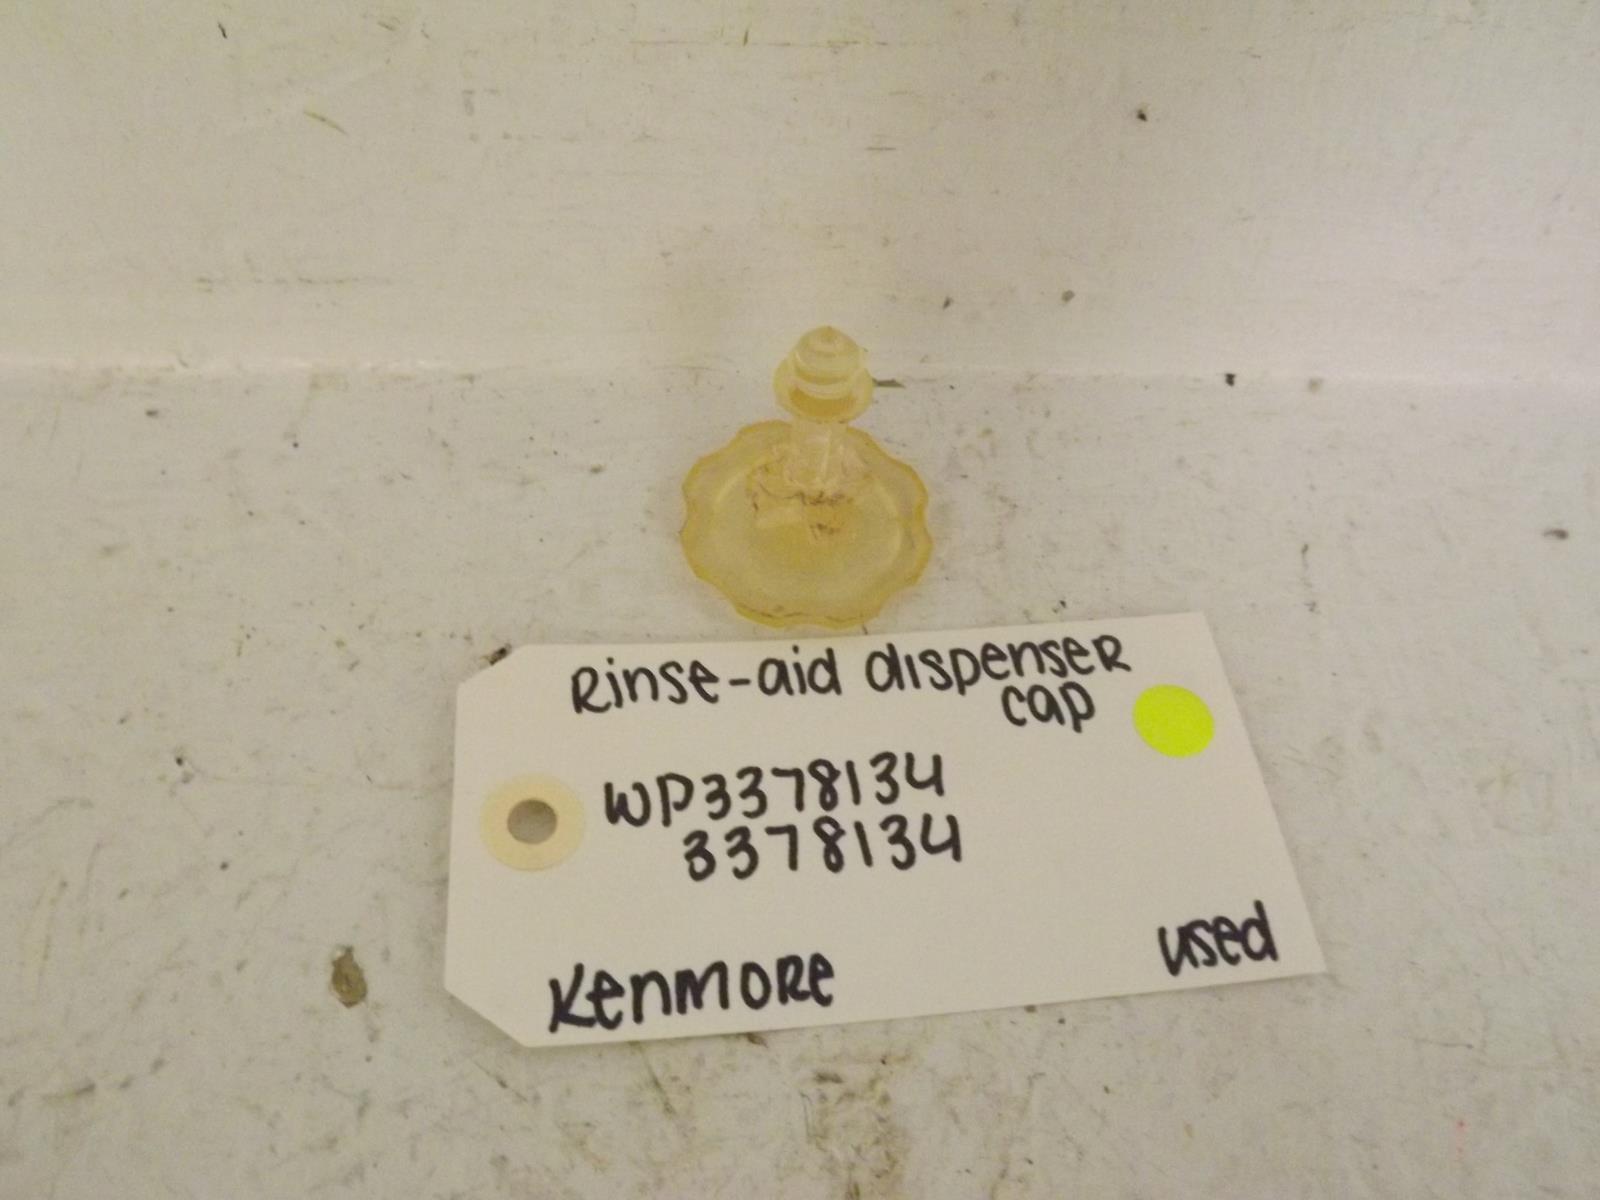 Rinse-aid dispenser
cap
WP3378134
3378134
Kenmore
used